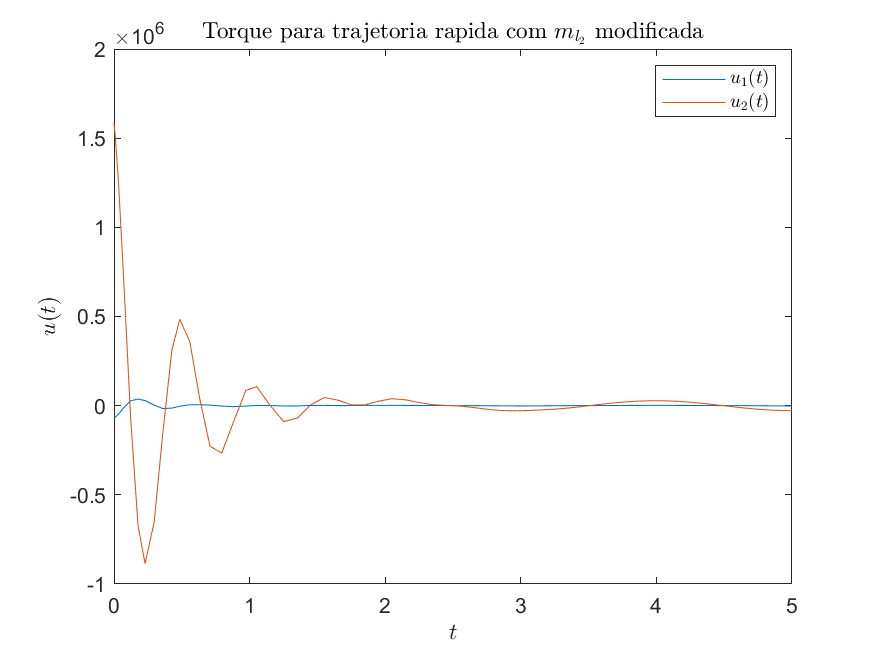 Torque para trajetoria rapida com $m_{l_2}$ modificada
×10^6
2
1.5
1
0.5
0
-0.5
-1
u(t)
u_1(t)
u_2(t)
0 1 2 3 4 5
t